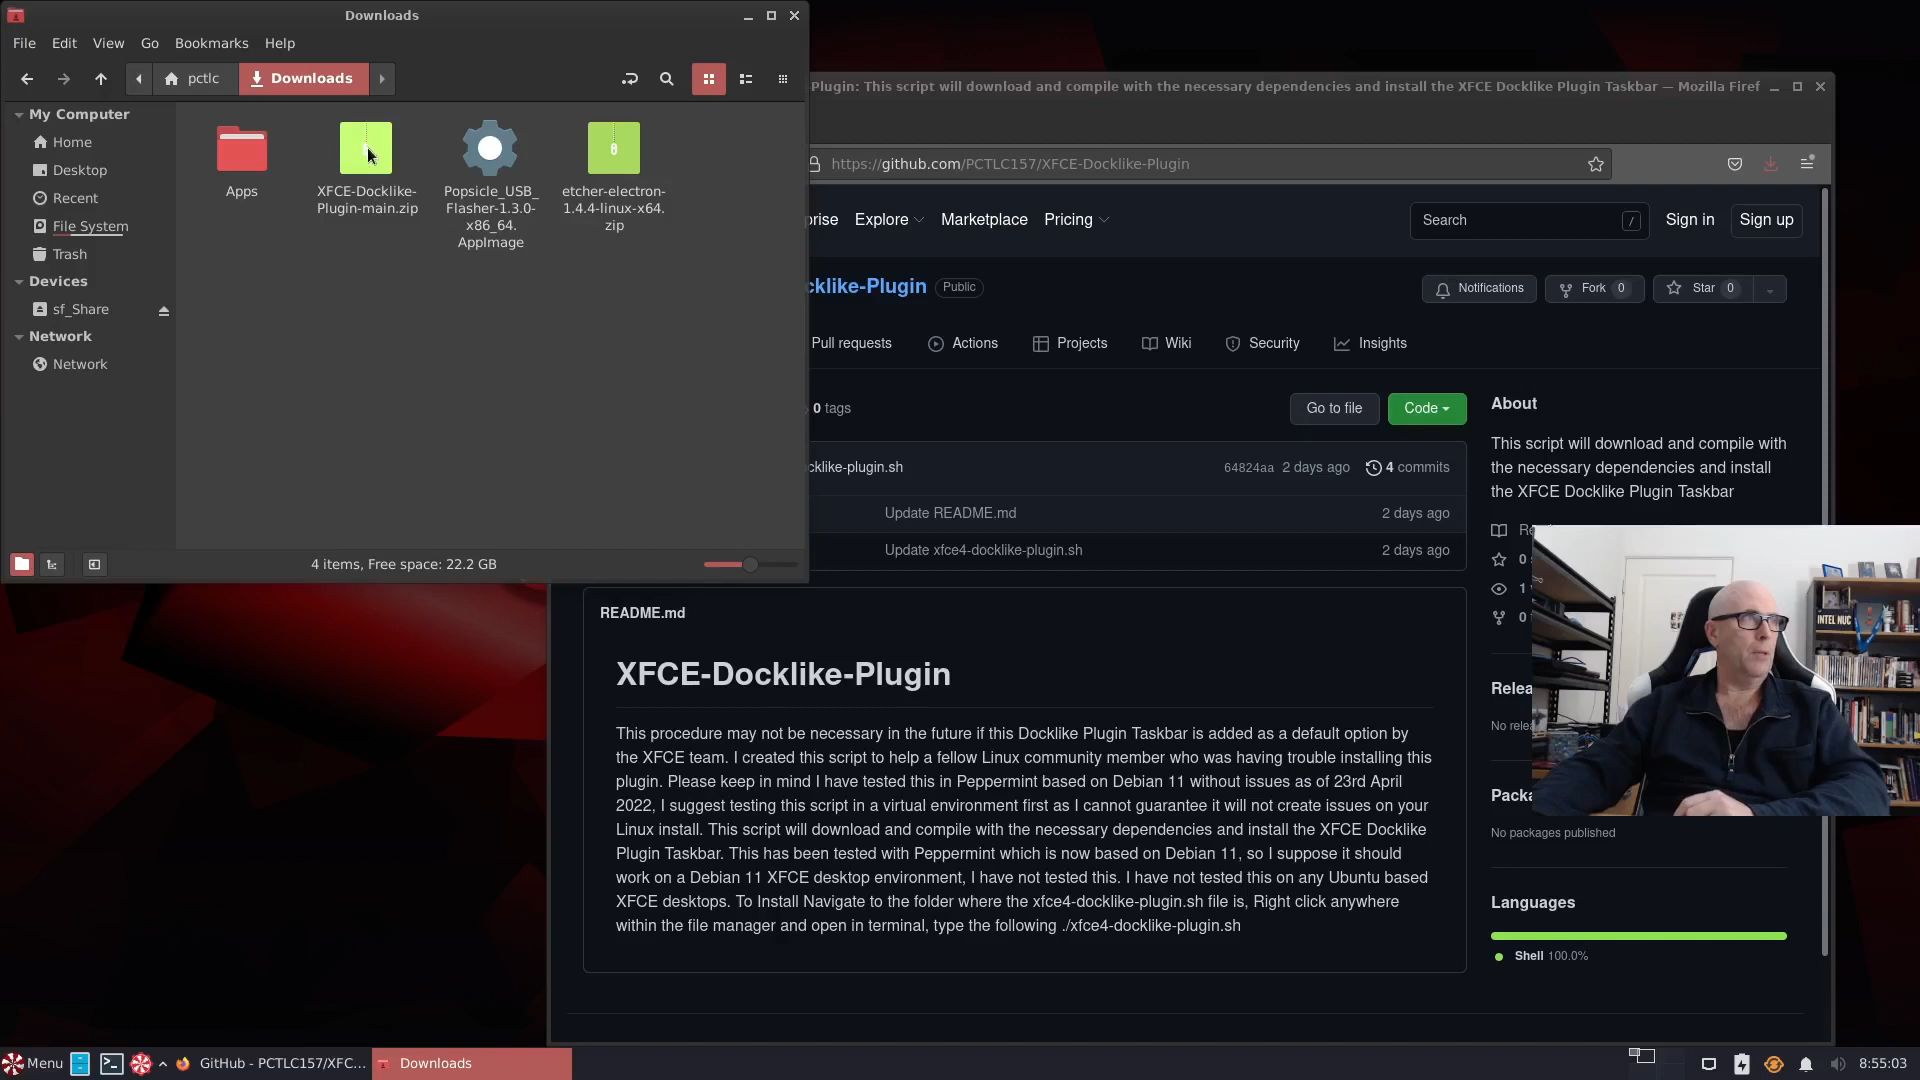 Downloads
File Edit View Go Bookmarks Help
pctlc Downloads
My Computer
Home
Desktop
Recent
File System
Trash
Devices
sf_Share
Network
Network
Apps
XFCE-Docklike-
Plugin-main.zip
Popsicle_USB_
Flasher-1.3.0-
x86_64.
AppImage
etcher-electron-
1.4.4-linux-x64.
zip
4 items, Free space: 22.2 GB
Plugin: This script will download and compile with the necessary dependencies and install the XFCE Docklike Plugin Taskbar — Mozilla Firef
https://github.com/PCTLC157/XFCE-Docklike-Plugin
rise Explore Marketplace Pricing Search / Sign in Sign up
cklike-Plugin Public Notifications Fork 0 Star 0
Pull requests Actions Projects Wiki Security Insights
0 tags Go to file Code
cklike-plugin.sh 64824aa 2 days ago 4 commits
Update README.md 2 days ago
Update xfce4-docklike-plugin.sh 2 days ago
About
This script will download and compile with
the necessary dependencies and install
the XFCE Docklike Plugin Taskbar
Re
0
1
0
Relea
No relea
Packa
No packages published
Languages
Shell 100.0%
README.md
XFCE-Docklike-Plugin
This procedure may not be necessary in the future if this Docklike Plugin Taskbar is added as a default option by
the XFCE team. I created this script to help a fellow Linux community member who was having trouble installing this
plugin. Please keep in mind I have tested this in Peppermint based on Debian 11 without issues as of 23rd April
2022, I suggest testing this script in a virtual environment first as I cannot guarantee it will not create issues on your
Linux install. This script will download and compile with the necessary dependencies and install the XFCE Docklike
Plugin Taskbar. This has been tested with Peppermint which is now based on Debian 11, so I suppose it should
work on a Debian 11 XFCE desktop environment, I have not tested this. I have not tested this on any Ubuntu based
XFCE desktops. To Install Navigate to the folder where the xfce4-docklike-plugin.sh file is, Right click anywhere
within the file manager and open in terminal, type the following ./xfce4-docklike-plugin.sh
INTEL NUC
Menu GitHub - PCTLC157/XFC... Downloads 8:55:03